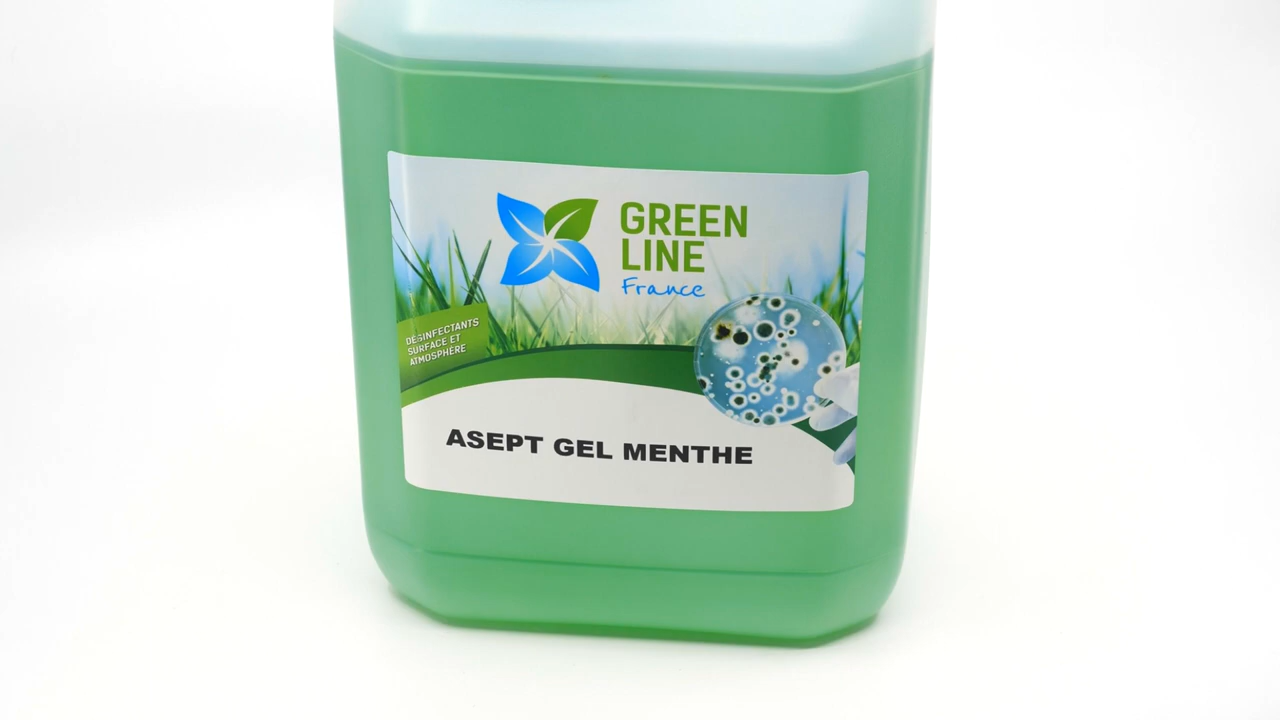 GREEN
LINE
France
DÉSINFECTANTS
SURFACE ET
ATMOSPHÈRE
ASEPT GEL MENTHE